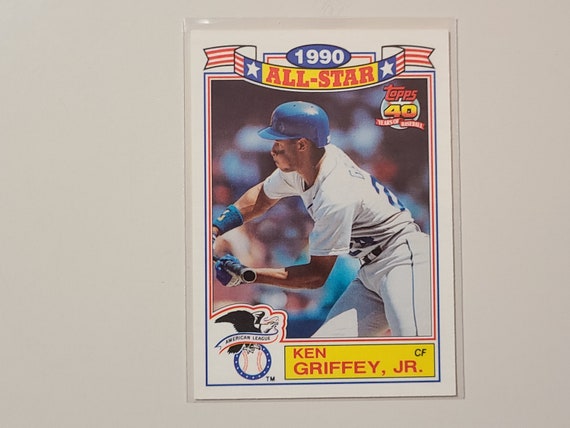 1990
ALL-STAR
Topps
40
YEARS OF BASEBALL
AMERICAN LEAGUE
TM
KEN
CF
GRIFFEY, JR.